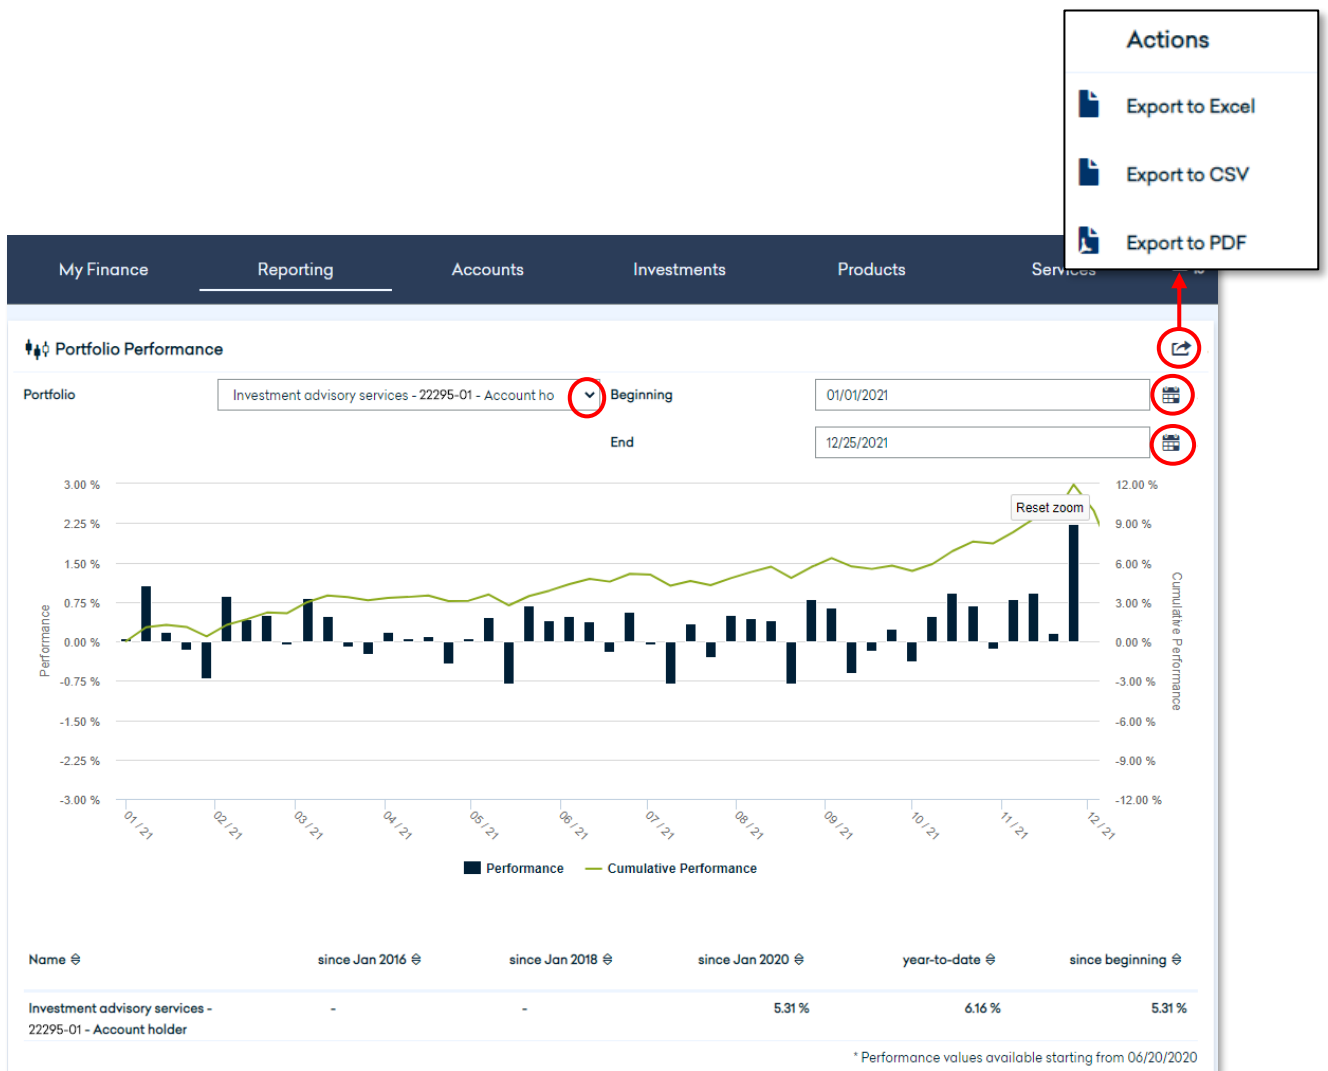 Actions
Export to Excel
Export to CSV
Export to PDF
My Finance Reporting Accounts Investments Products Services
Portfolio Performance
Portfolio Investment advisory services - 22295-01 - Account ho Beginning 01/01/2021
End 12/25/2021
3.00 % 12.00 %
Reset zoom
2.25 % 9.00 %
1.50 % 6.00 %
0.75 % 3.00 %
0.00 % 0.00 %
-0.75 % -3.00 %
-1.50 % -6.00 %
-2.25 % -9.00 %
-3.00 % -12.00 %
Performance
Cumulative Performance
01 / 21 02 / 21 03 / 21 04 / 21 05 / 21 06 / 21 07 / 21 08 / 21 09 / 21 10 / 21 11 / 21 12 / 21
Performance Cumulative Performance
Name since Jan 2016 since Jan 2018 since Jan 2020 year-to-date since beginning
Investment advisory services - - - 5.31 % 6.16 % 5.31 %
22295-01 - Account holder
* Performance values available starting from 06/20/2020